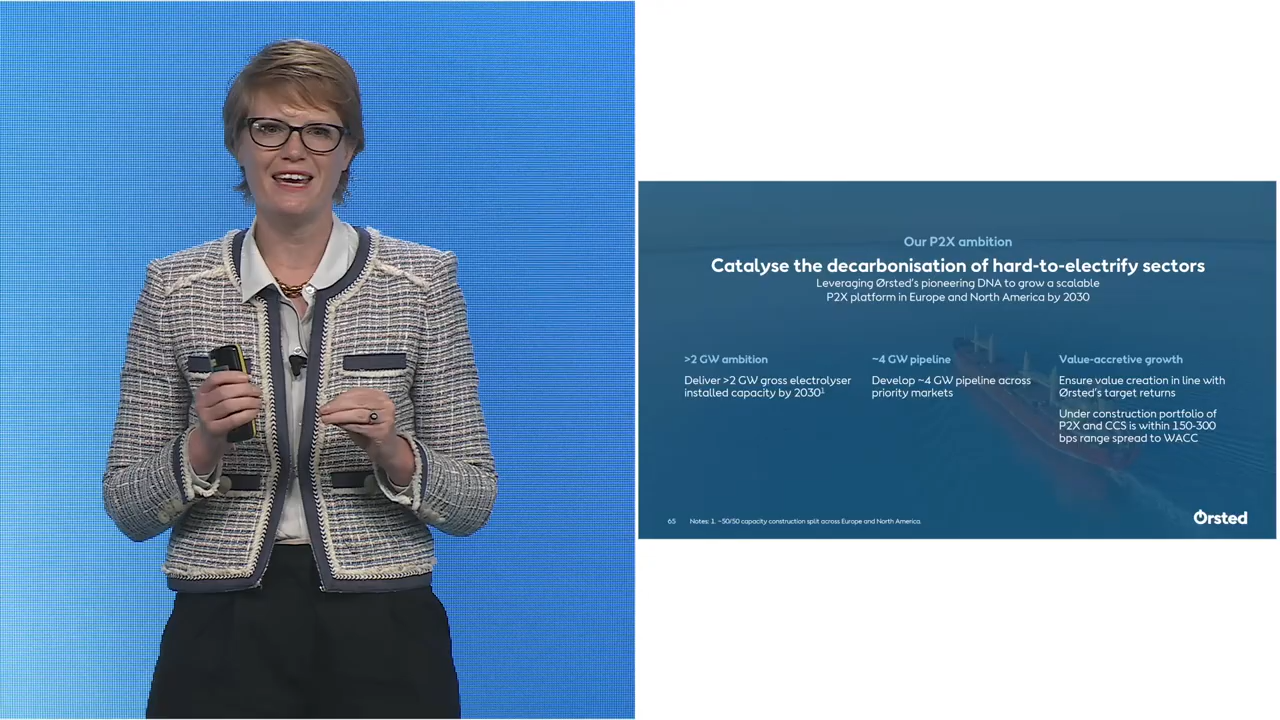 Our P2X ambition
Catalyse the decarbonisation of hard-to-electrify sectors
Leveraging Ørsted's pioneering DNA to grow a scalable
P2X platform in Europe and North America by 2030
>2 GW ambition
Deliver >2 GW gross electrolyser
installed capacity by 2030¹
~4 GW pipeline
Develop ~4 GW pipeline across
priority markets
Value-accretive growth
Ensure value creation in line with
Ørsted's target returns
Under construction portfolio of
P2X and CCS is within 150-300
bps range spread to WACC
65
Notes: 1. ~50/50 capacity construction split across Europe and North America.
Ørsted